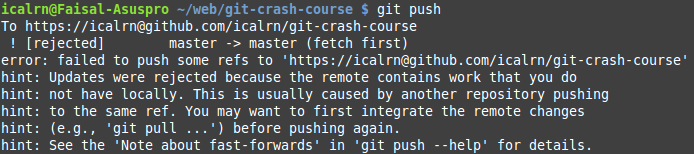 icalrn@Faisal-Asuspro ~/web/git-crash-course $ git push
To https://icalrn@github.com/icalrn/git-crash-course
 ! [rejected]        master -> master (fetch first)
error: failed to push some refs to 'https://icalrn@github.com/icalrn/git-crash-course'
hint: Updates were rejected because the remote contains work that you do
hint: not have locally. This is usually caused by another repository pushing
hint: to the same ref. You may want to first integrate the remote changes
hint: (e.g., 'git pull ...') before pushing again.
hint: See the 'Note about fast-forwards' in 'git push --help' for details.